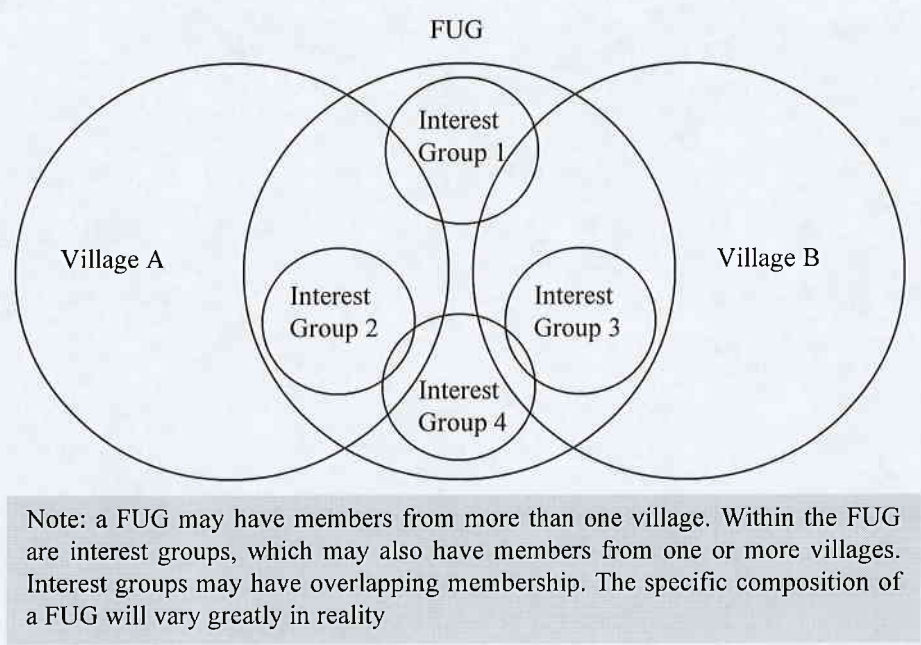 FUG
Interest
Group 1
Village A
Village B
Interest
Group 2
Interest
Group 3
Interest
Group 4
Note: a FUG may have members from more than one village. Within the FUG
are interest groups, which may also have members from one or more villages.
Interest groups may have overlapping membership. The specific composition of
a FUG will vary greatly in reality